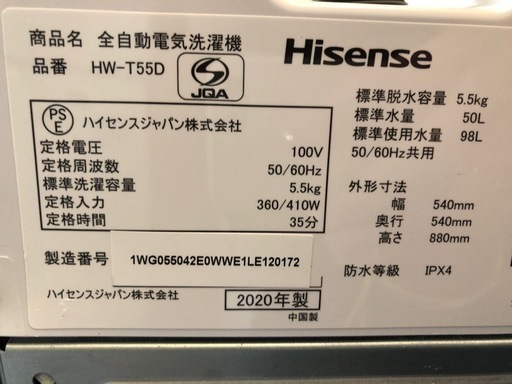 商品名 全自動電気洗濯機
品番 HW-T55D
S
JQA
Hisense
PS
E
ハイセンスジャパン株式会社
定格電圧 100V
定格周波数 50/60Hz
標準洗濯容量 5.5kg
定格入力 360/410W
定格時間 35分
標準脱水容量 5.5kg
標準水量 50L
標準使用水量 98L
50/60Hz共用
外形寸法
幅 540mm
奥行 540mm
高さ 880mm
製造番号 1WG055042E0WWE1LE120172
防水等級 IPX4
ハイセンスジャパン株式会社 2020年製
中国製